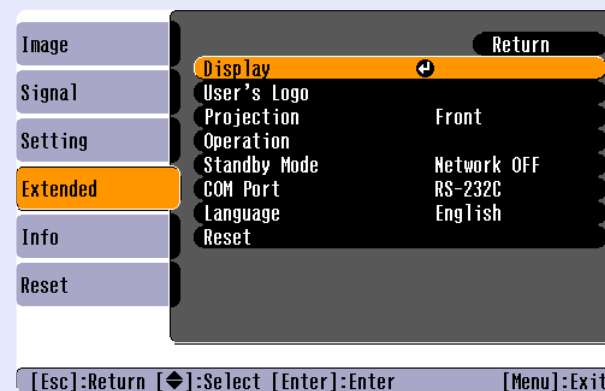 Image
Signal
Setting
Extended
Info
Reset
Return
Display
User's Logo
Projection Front
Operation
Standby Mode Network OFF
COM Port RS-232C
Language English
Reset
[Esc]:Return [◆]:Select [Enter]:Enter [Menu]:Exit